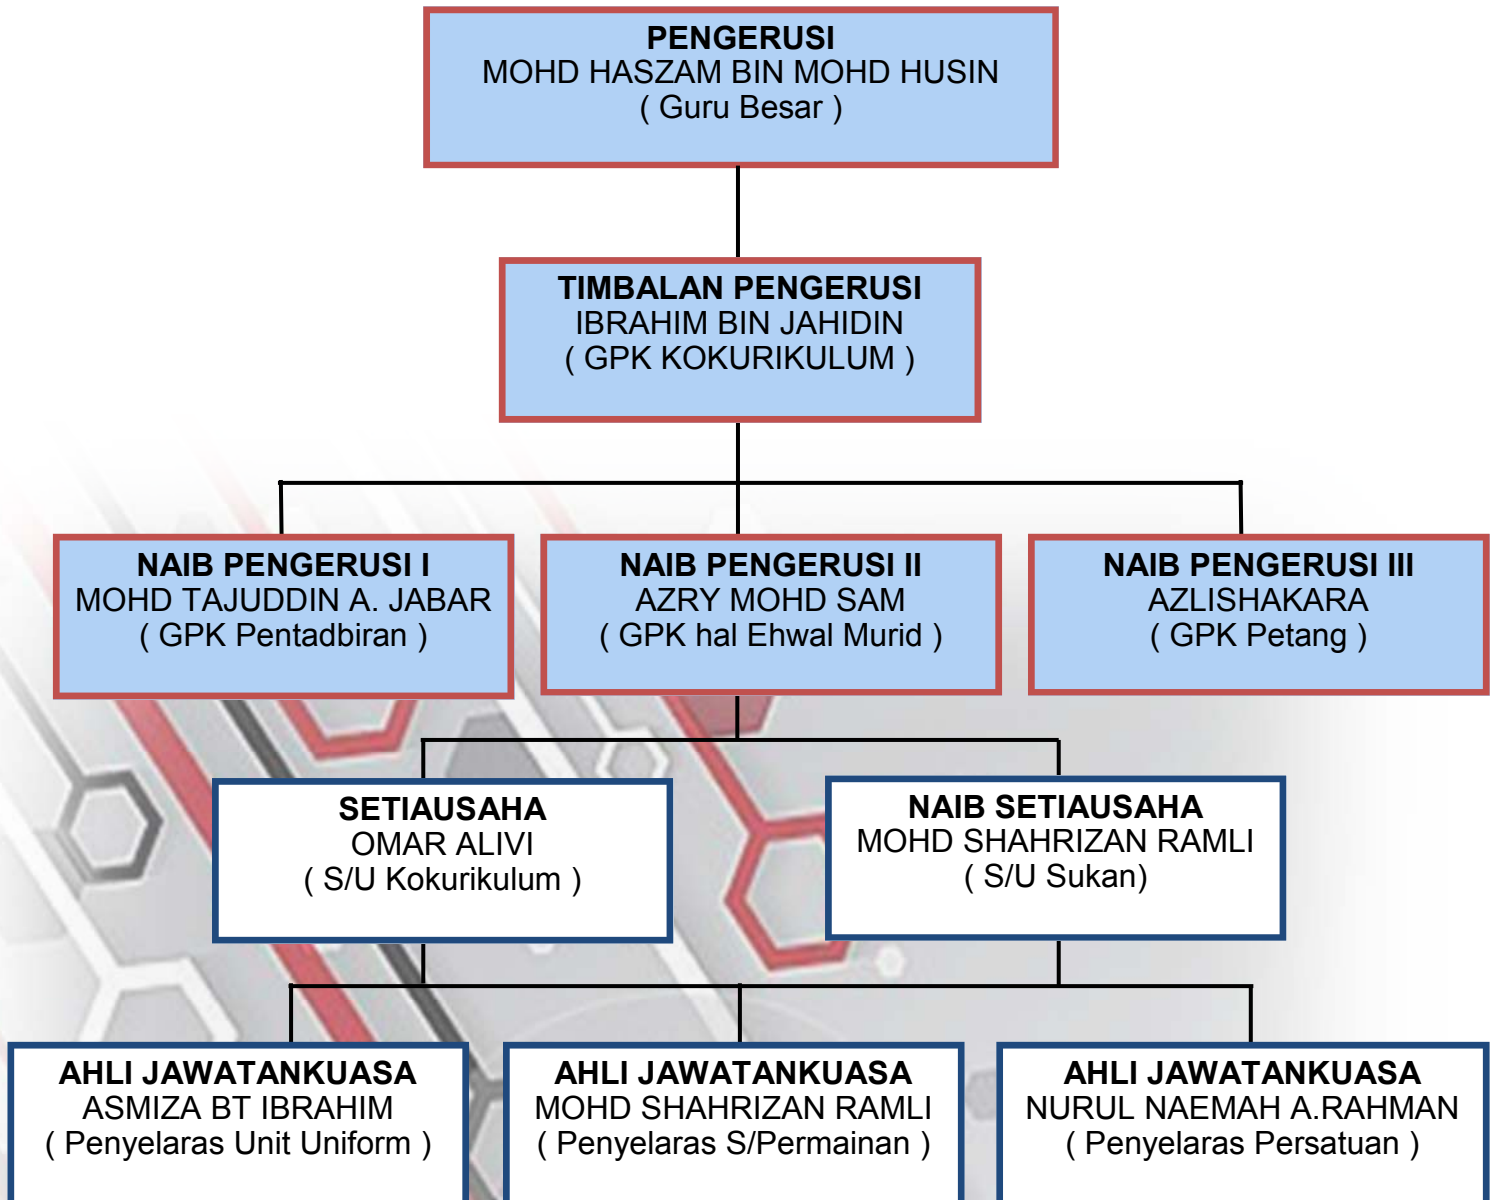 PENGERUSI
MOHD HASZAM BIN MOHD HUSIN
( Guru Besar )
TIMBALAN PENGERUSI
IBRAHIM BIN JAHIDIN
( GPK KOKURIKULUM )
NAIB PENGERUSI I
MOHD TAJUDDIN A. JABAR
( GPK Pentadbiran )
NAIB PENGERUSI II
AZRY MOHD SAM
( GPK hal Ehwal Murid )
NAIB PENGERUSI III
AZLISHAKARA
( GPK Petang )
SETIAUSAHA
OMAR ALIVI
( S/U Kokurikulum )
NAIB SETIAUSAHA
MOHD SHAHRIZAN RAMLI
( S/U Sukan)
AHLI JAWATANKUASA
ASMIZA BT IBRAHIM
( Penyelaras Unit Uniform )
AHLI JAWATANKUASA
MOHD SHAHRIZAN RAMLI
( Penyelaras S/Permainan )
AHLI JAWATANKUASA
NURUL NAEMAH A.RAHMAN
( Penyelaras Persatuan )